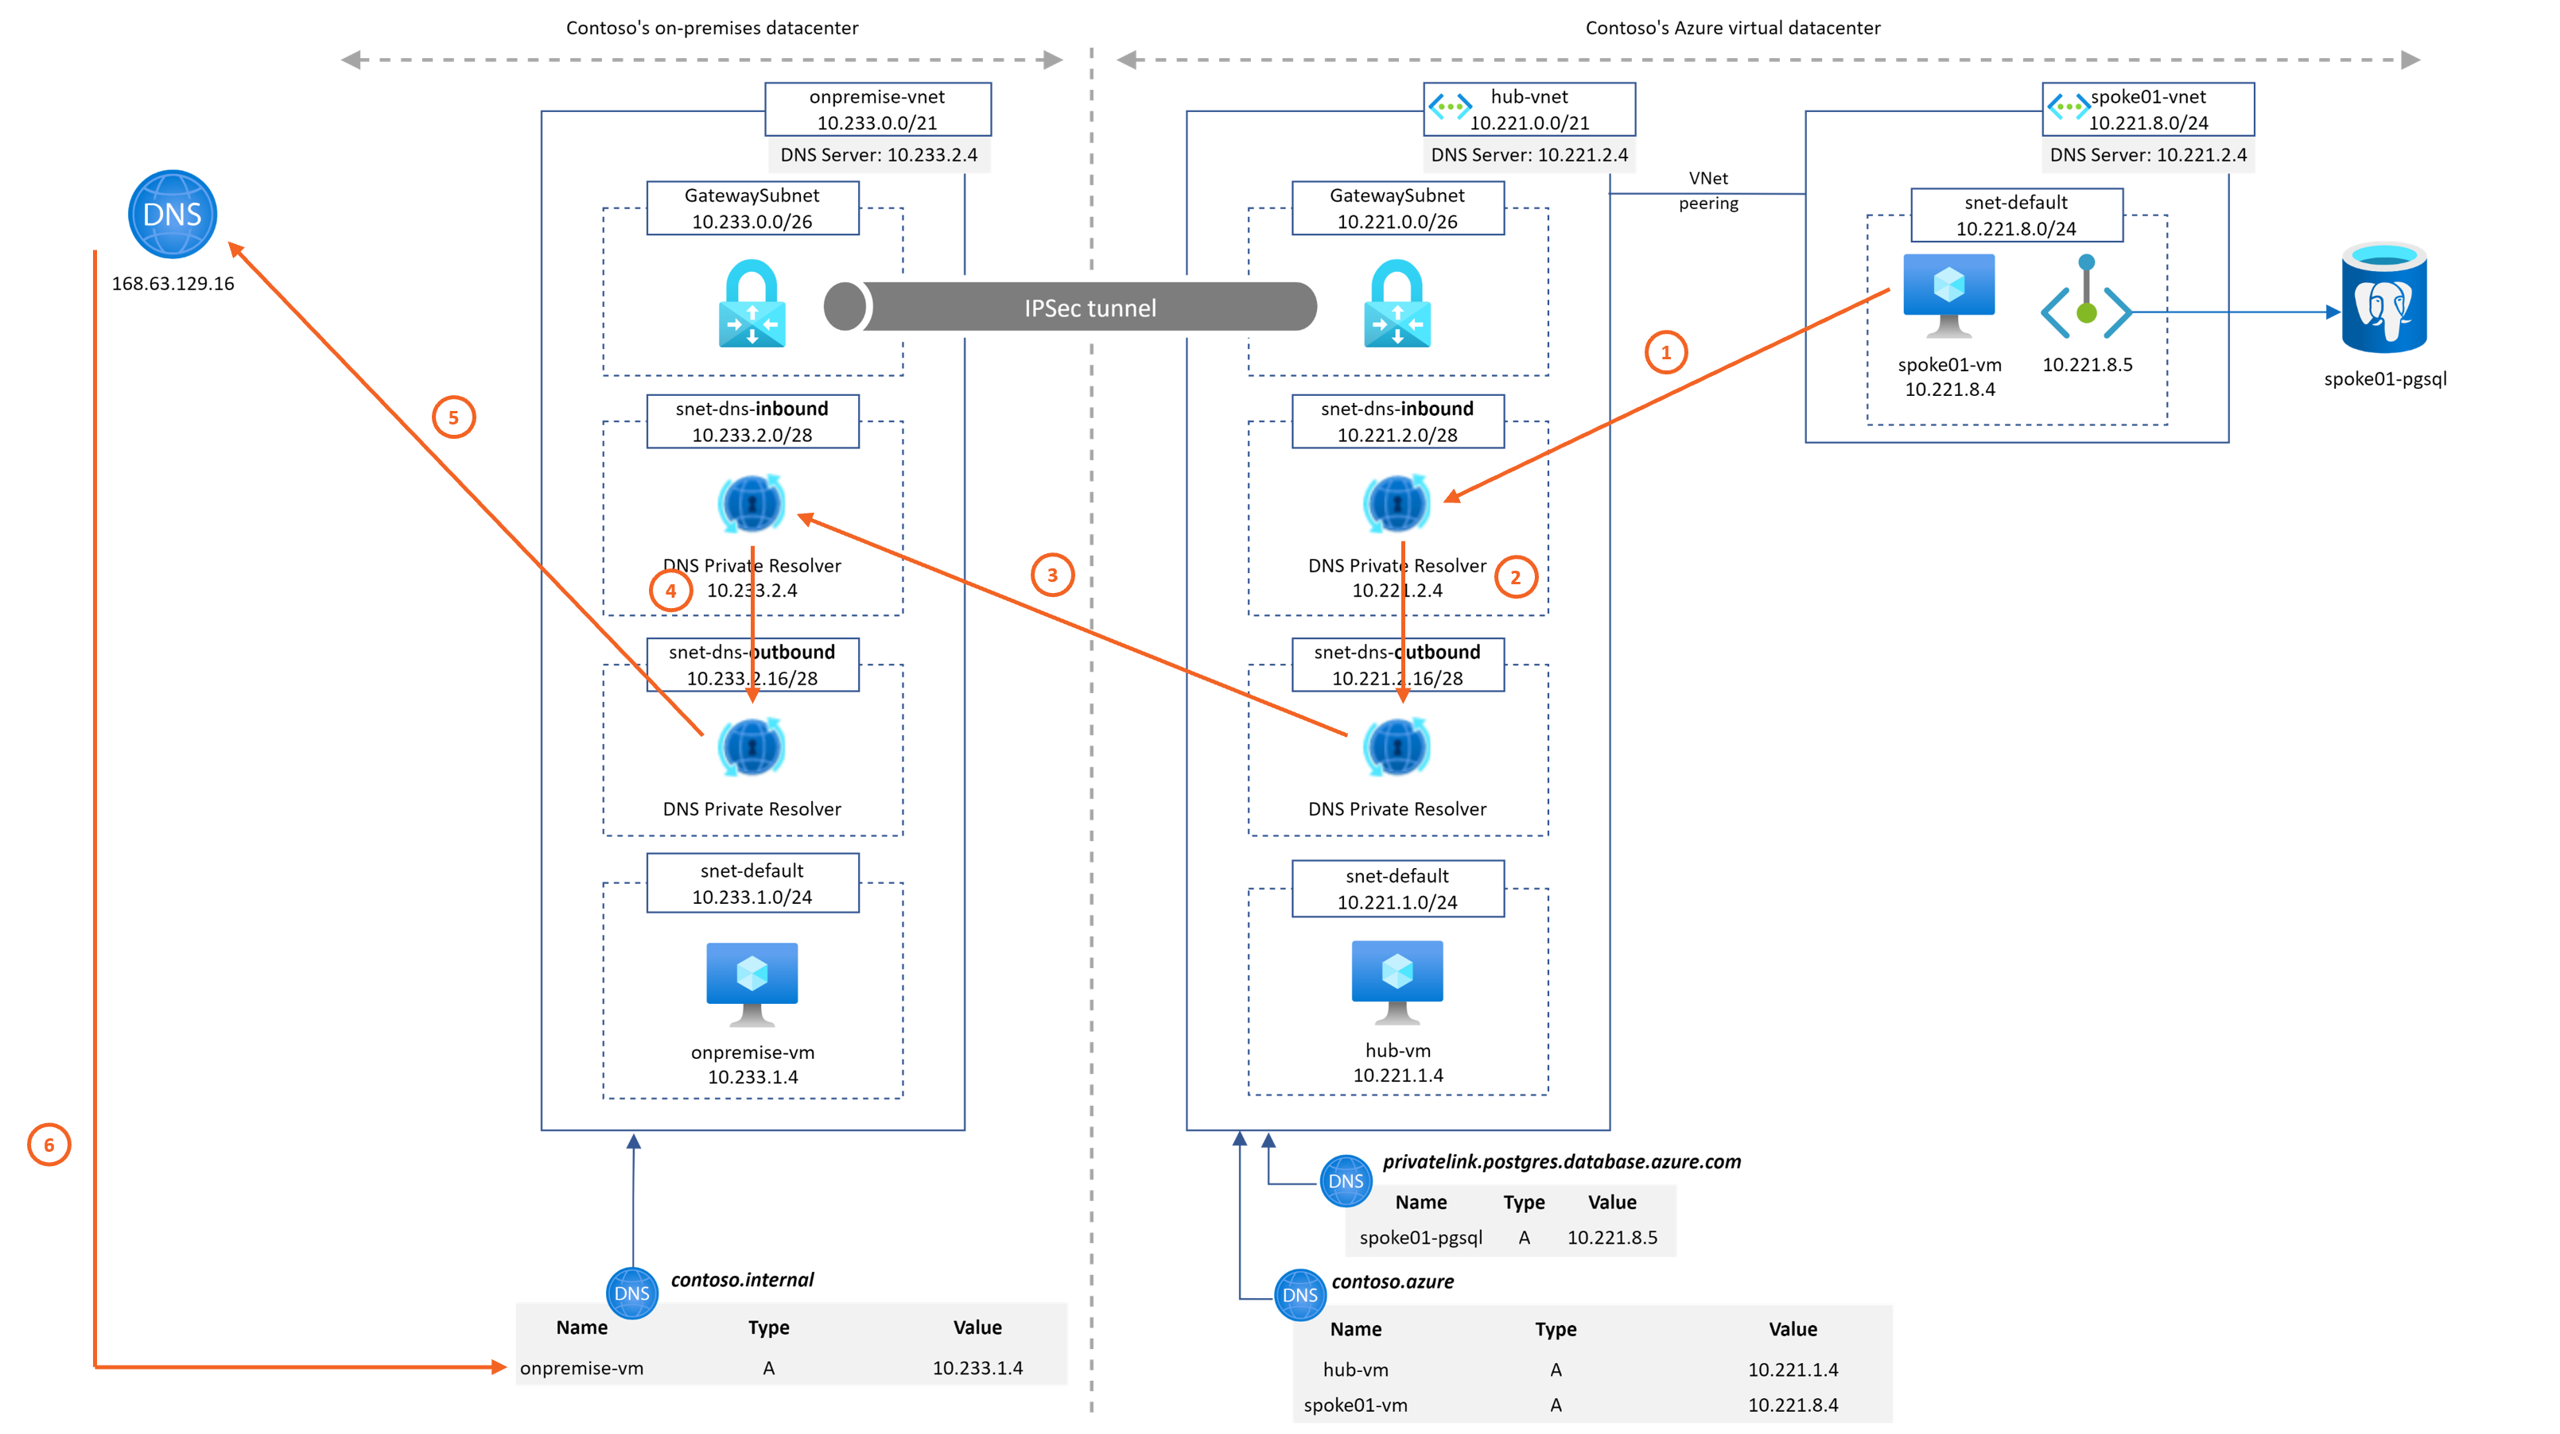 Contoso's on-premises datacenter
Contoso's Azure virtual datacenter
onpremise-vnet
10.233.0.0/21
DNS Server: 10.233.2.4
hub-vnet
10.221.0.0/21
DNS Server: 10.221.2.4
spoke01-vnet
10.221.8.0/24
DNS Server: 10.221.2.4
VNet
peering
DNS
168.63.129.16
GatewaySubnet
10.233.0.0/26
GatewaySubnet
10.221.0.0/26
snet-default
10.221.8.0/24
IPSec tunnel
1
spoke01-vm
10.221.8.4
10.221.8.5
spoke01-pgsql
5
snet-dns-inbound
10.233.2.0/28
snet-dns-inbound
10.221.2.0/28
DNS Private Resolver
10.233.2.4
4
3
DNS Private Resolver
10.221.2.4
2
snet-dns-outbound
10.233.2.16/28
snet-dns-outbound
10.221.2.16/28
DNS Private Resolver
DNS Private Resolver
snet-default
10.233.1.0/24
snet-default
10.221.1.0/24
onpremise-vm
10.233.1.4
hub-vm
10.221.1.4
6
DNS
privatelink.postgres.database.azure.com
Name Type Value
spoke01-pgsql A 10.221.8.5
DNS
contoso.internal
Name Type Value
onpremise-vm A 10.233.1.4
DNS
contoso.azure
Name Type Value
hub-vm A 10.221.1.4
spoke01-vm A 10.221.8.4